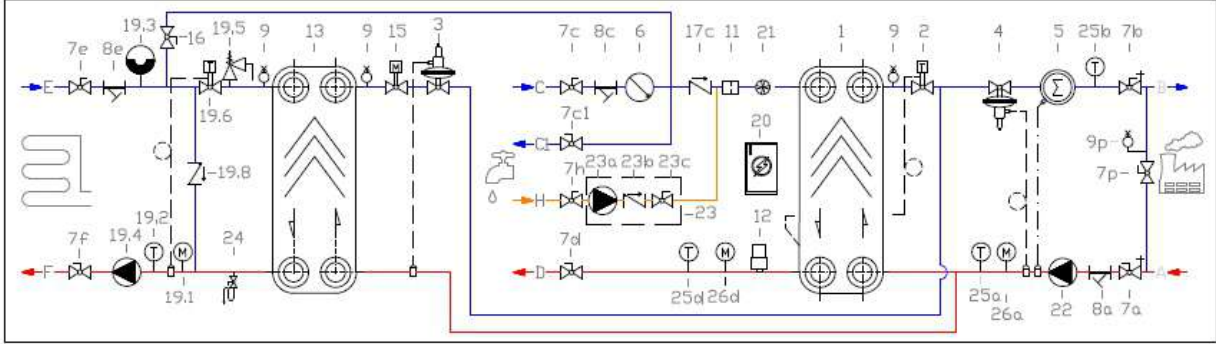 19,3
19,5
9
13
9
15
3
7c
8c
6
17c
11
21
1
9
2
4
5
25b
7b
7e
8e
16
T
M
T
T
E
C
Σ
B
19,6
7c1
20
9p
C1
23a
23b
23c
7p
19,8
7h
H
23
19,2
24
7d
12
7f
19,4
T
M
T
M
T
M
F
D
A
19,1
25d
26d
25a
26a
22
8a
7a